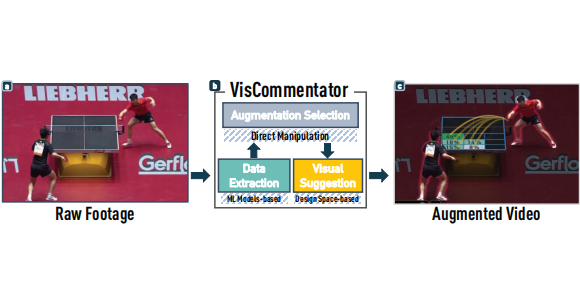 a
LIEBHERR
Gerflo
Raw Footage
b
VisCommentator
Augmentation Selection
Direct Manipulation
Data
Extraction
ML Models-based
Visual
Suggestion
Design Space-based
c
LIEBHERR
Gerflo
Augmented Video